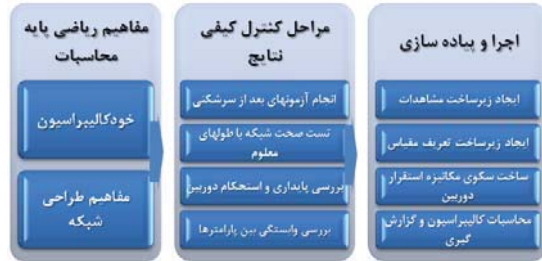 مفاهیم ریاضی پایه
محاسبات
خودکالیبراسیون
مفاهیم طراحی
شبکه
مراحل کنترل کیفی
نتایج
انجام آزمونهای بعد از سرشکنی
تست صحت شبکه با طولهای
معلوم
بررسی پایداری و استحکام دوربین
بررسی وابستگی بین پارامترها
اجرا و پیاده سازی
ایجاد زیرساخت مشاهدات
ایجاد زیرساخت تعریف مقیاس
ساخت سکوی مکانیزه استقرار
دوربین
محاسبات کالیبراسیون و گزارش
گیری